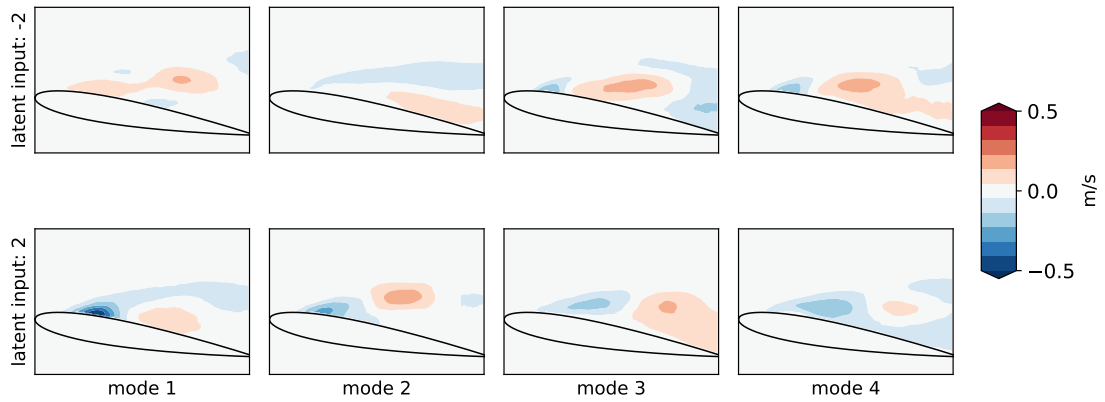 latent input: -2
latent input: 2
mode 1
mode 2
mode 3
mode 4
0.5
0.0
−0.5
m/s